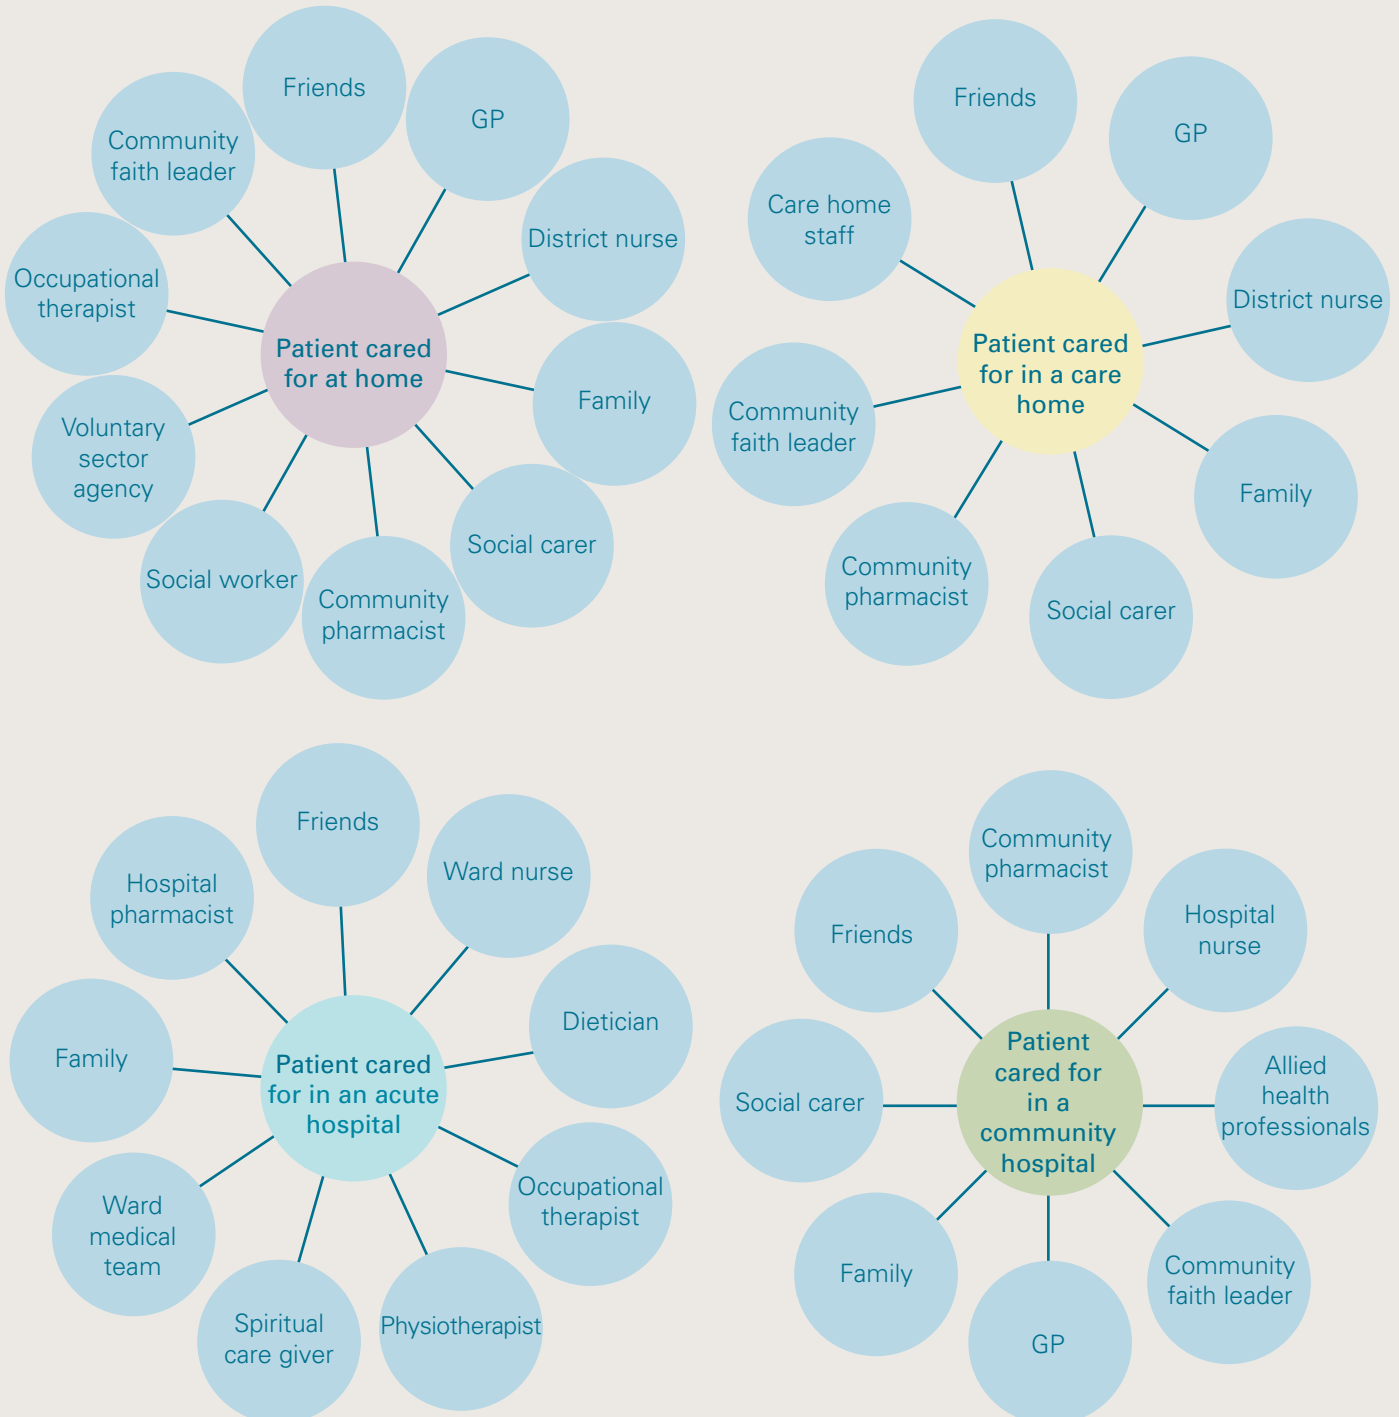 Friends
GP
District nurse
Family
Social carer
Community
pharmacist
Social worker
Voluntary
sector
agency
Occupational
therapist
Community
faith leader
Patient cared
for at home
Friends
GP
District nurse
Family
Social carer
Community
pharmacist
Community
faith leader
Care home
staff
Patient cared
for in a care
home
Friends
Ward nurse
Dietician
Occupational
therapist
Physiotherapist
Spiritual
care giver
Ward
medical
team
Family
Hospital
pharmacist
Patient cared
for in an acute
hospital
Community
pharmacist
Hospital
nurse
Allied
health
professionals
Community
faith leader
GP
Family
Social carer
Friends
Patient
cared for
in a
community
hospital